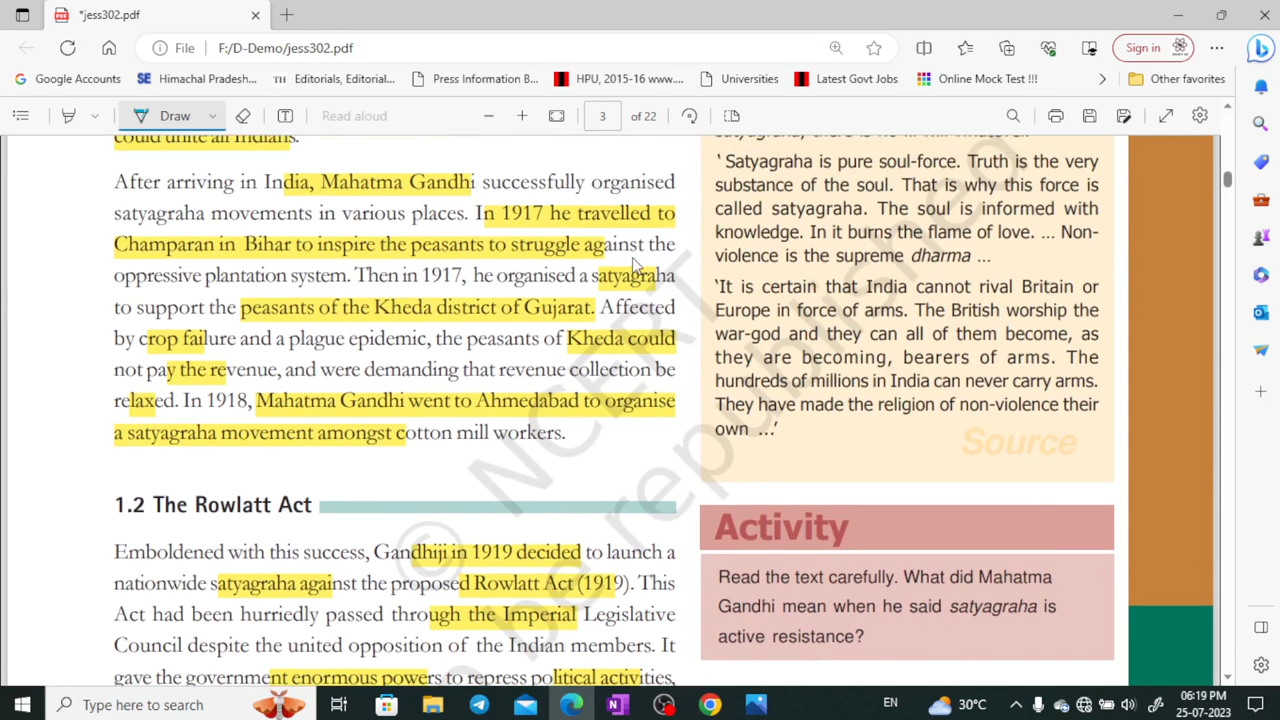 *jess302.pdf
File
F:/D-Demo/jess302.pdf
Sign in
Google Accounts
Himachal Pradesh...
Editorials, Editorial...
Press Information B...
HPU, 2015-16 www....
Universities
Latest Govt Jobs
Online Mock Test !!!
Other favorites
Draw
Read aloud
3 of 22
could unite all Indians.
After arriving in India, Mahatma Gandhi successfully organised
satyagraha movements in various places. In 1917 he travelled to
Champaran in Bihar to inspire the peasants to struggle against the
oppressive plantation system. Then in 1917, he organised a satyagraha
to support the peasants of the Kheda district of Gujarat. Affected
by crop failure and a plague epidemic, the peasants of Kheda could
not pay the revenue, and were demanding that revenue collection be
relaxed. In 1918, Mahatma Gandhi went to Ahmedabad to organise
a satyagraha movement amongst cotton mill workers.
1.2 The Rowlatt Act
Emboldened with this success, Gandhiji in 1919 decided to launch a
nationwide satyagraha against the proposed Rowlatt Act (1919). This
Act had been hurriedly passed through the Imperial Legislative
Council despite the united opposition of the Indian members. It
gave the government enormous powers to repress political activities,
satyagraha, there is no ill-will whatever.
‘ Satyagraha is pure soul-force. Truth is the very
substance of the soul. That is why this force is
called satyagraha. The soul is informed with
knowledge. In it burns the flame of love. … Non-
violence is the supreme dharma …
‘It is certain that India cannot rival Britain or
Europe in force of arms. The British worship the
war-god and they can all of them become, as
they are becoming, bearers of arms. The
hundreds of millions in India can never carry arms.
They have made the religion of non-violence their
own …’
Source
Activity
Read the text carefully. What did Mahatma
Gandhi mean when he said satyagraha is
active resistance?
© NCERT
be republished
Type here to search
30°C
EN
06:19 PM
25-07-2023